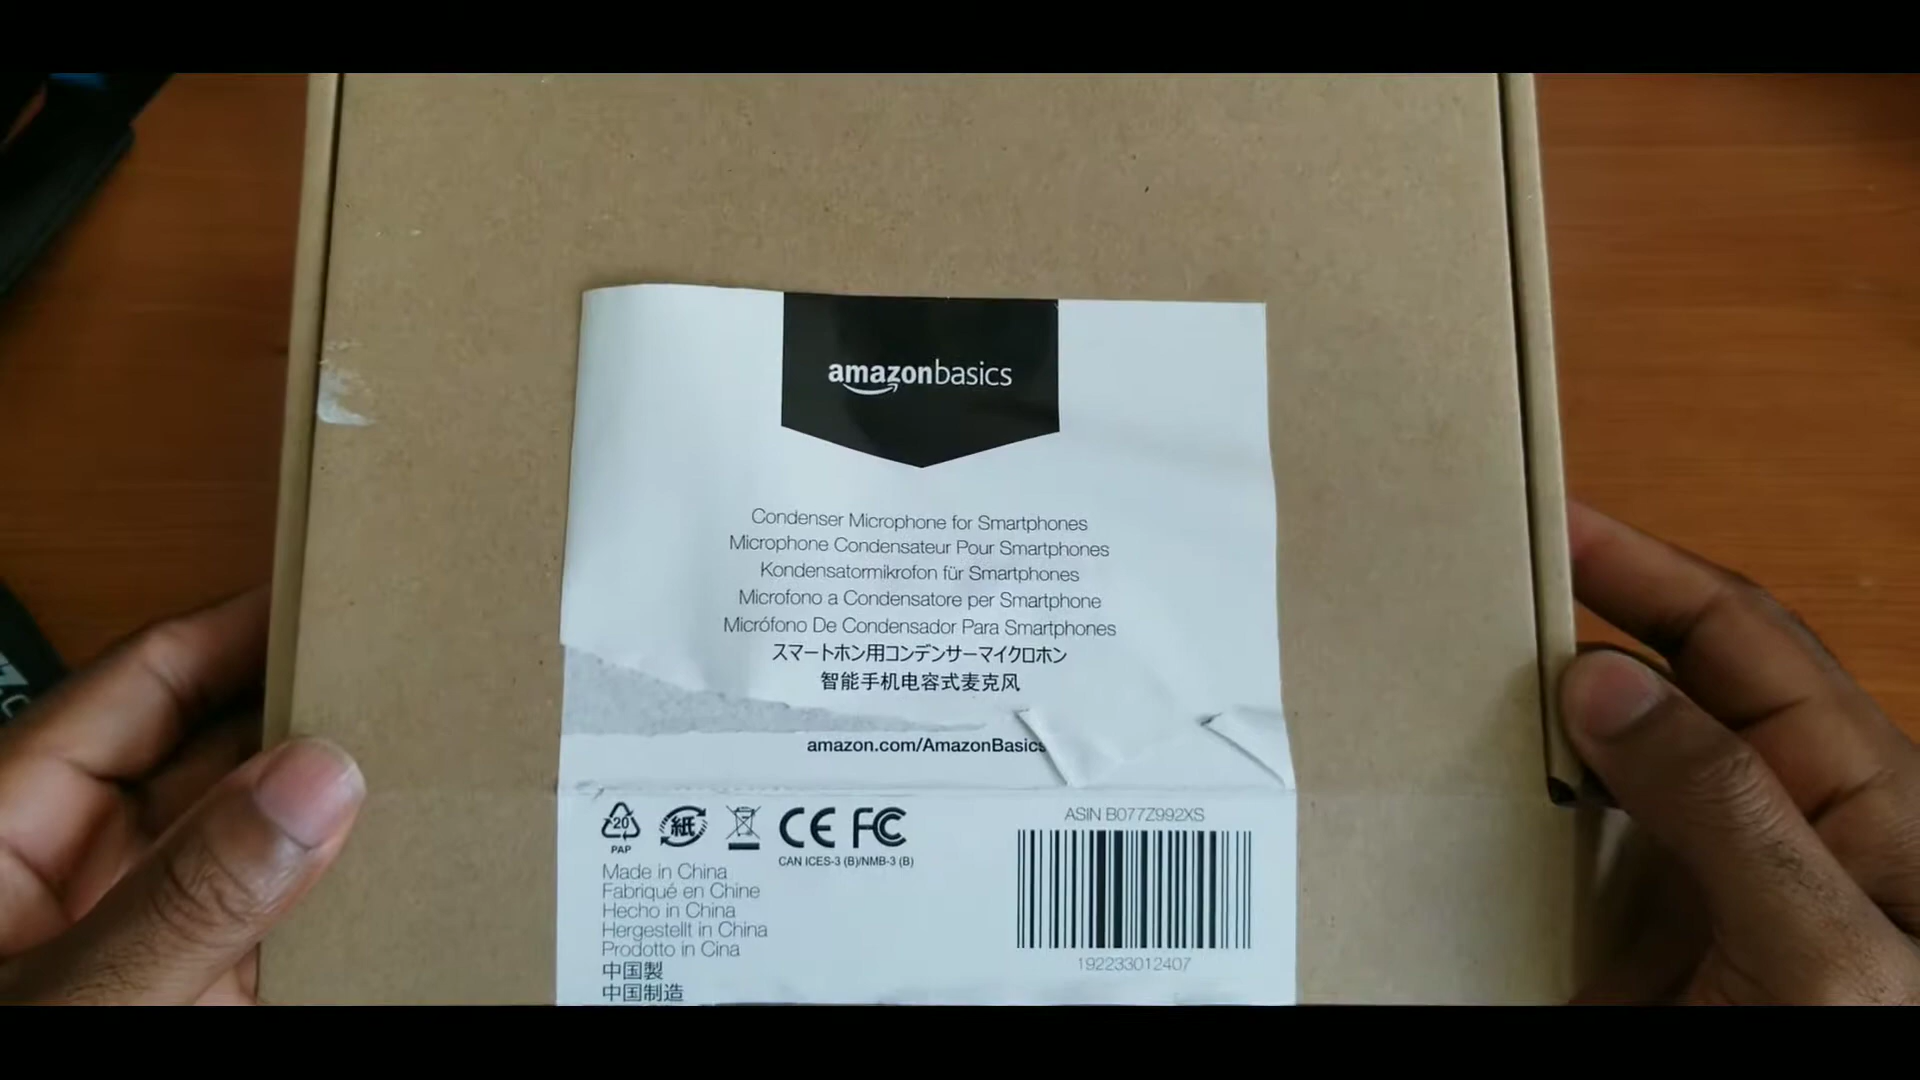 amazonbasics
Condenser Microphone for Smartphones
Microphone Condensateur Pour Smartphones
Kondensatormikrofon für Smartphones
Microfono a Condensatore per Smartphone
Micrófono De Condensador Para Smartphones
スマートホン用コンデンサーマイクロホン
智能手机电容式麦克风
amazon.com/AmazonBasics
20
PAP
紙
CE FC
CAN ICES-3 (B)/NMB-3 (B)
Made in China
Fabriqué en Chine
Hecho in China
Hergestellt in China
Prodotto in Cina
中国製
中国制造
ASIN B077Z992XS
192233012407